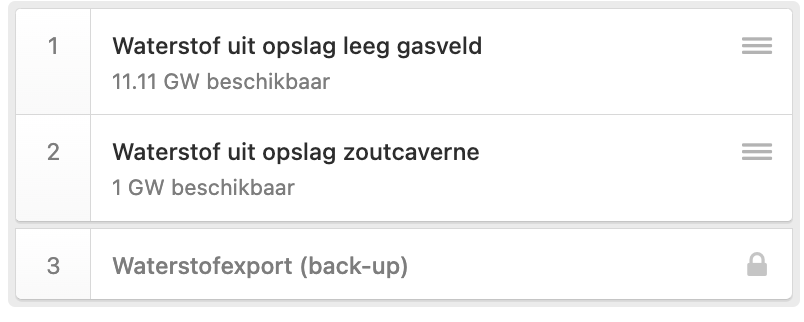 1
Waterstof uit opslag leeg gasveld
11.11 GW beschikbaar
2
Waterstof uit opslag zoutcaverne
1 GW beschikbaar
3
Waterstofexport (back-up)